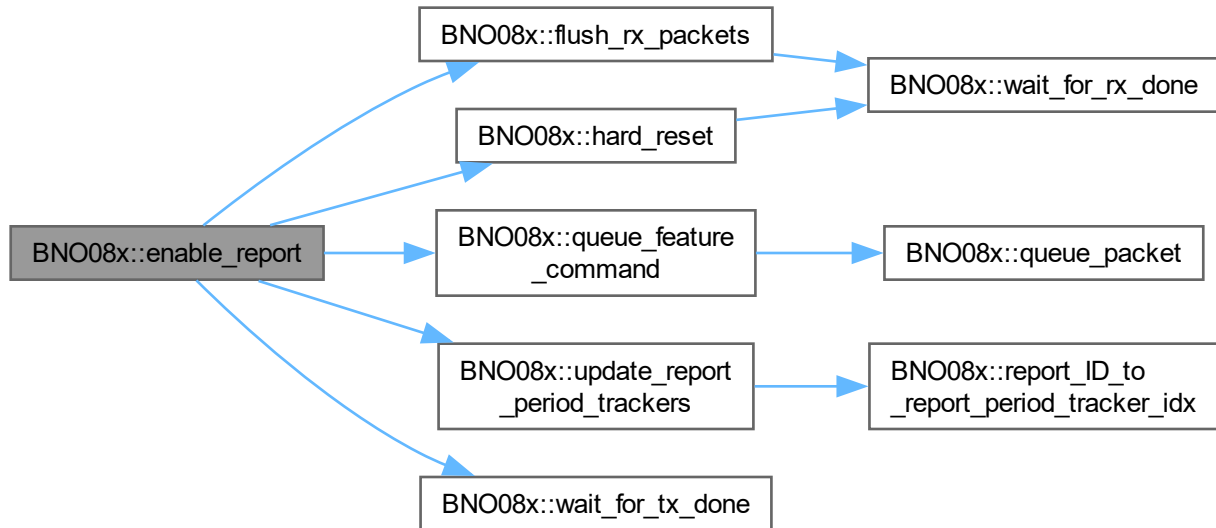 BNO08x::flush_rx_packets
BNO08x::wait_for_rx_done
BNO08x::hard_reset
BNO08x::enable_report
BNO08x::queue_feature
_command
BNO08x::queue_packet
BNO08x::update_report
_period_trackers
BNO08x::report_ID_to
_report_period_tracker_idx
BNO08x::wait_for_tx_done